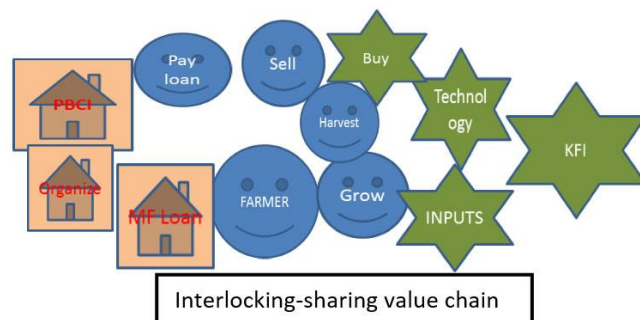 Pay
loan
Sell
Buy
PBCI
Technol
ogy
Harvest
KFI
Organize
MF Loan
FARMER
Grow
INPUTS
Interlocking-sharing value chain